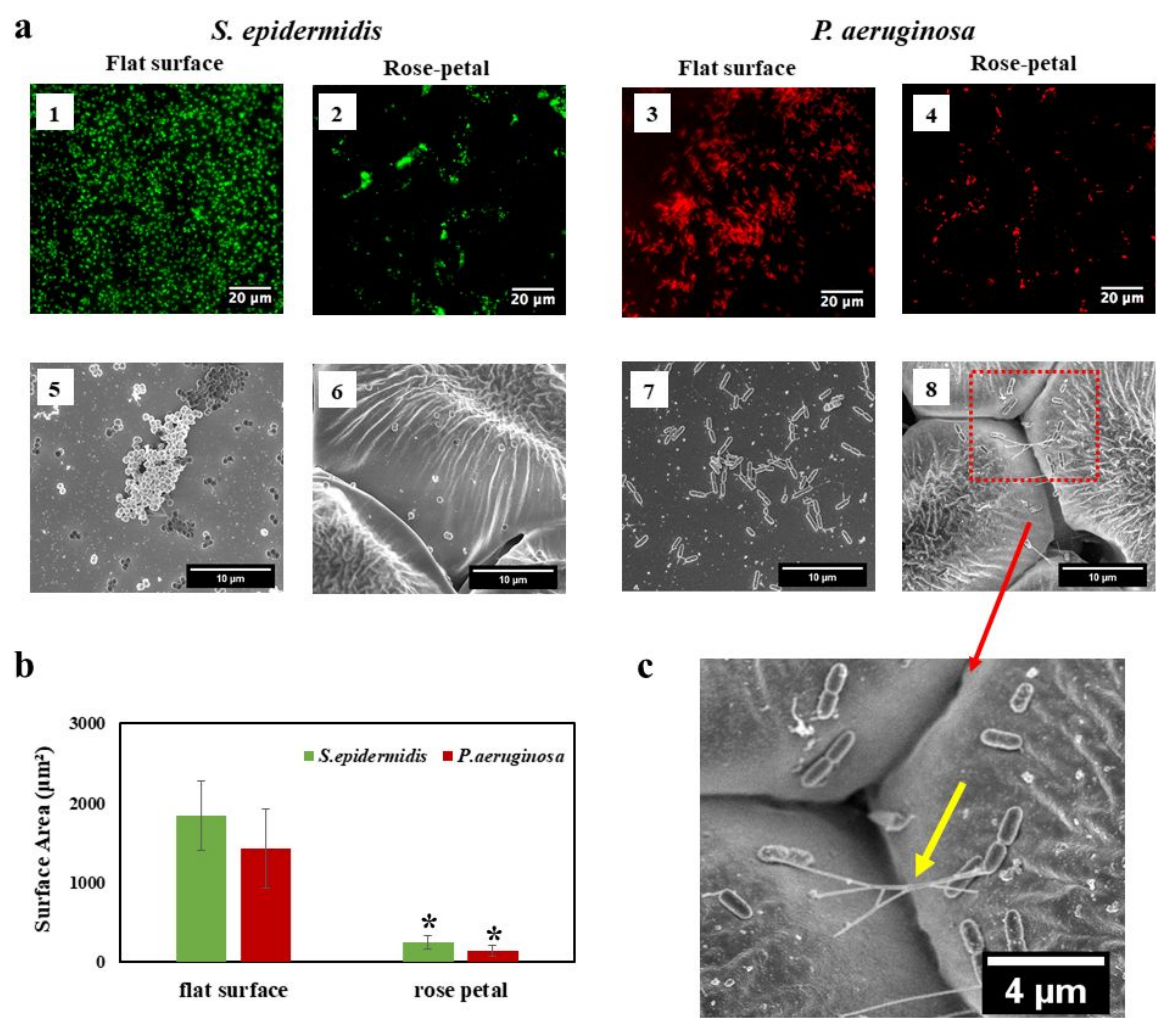 a
S. epidermidis
P. aeruginosa
Flat surface
Rose-petal
Flat surface
Rose-petal
1
2
3
4
20 µm
20 µm
20 µm
20 µm
5
6
7
8
10 µm
10 µm
10 µm
10 µm
b
3000
2000
1000
0
Surface Area (µm²)
S.epidermidis
P.aeruginosa
*
*
flat surface
rose petal
c
4 µm